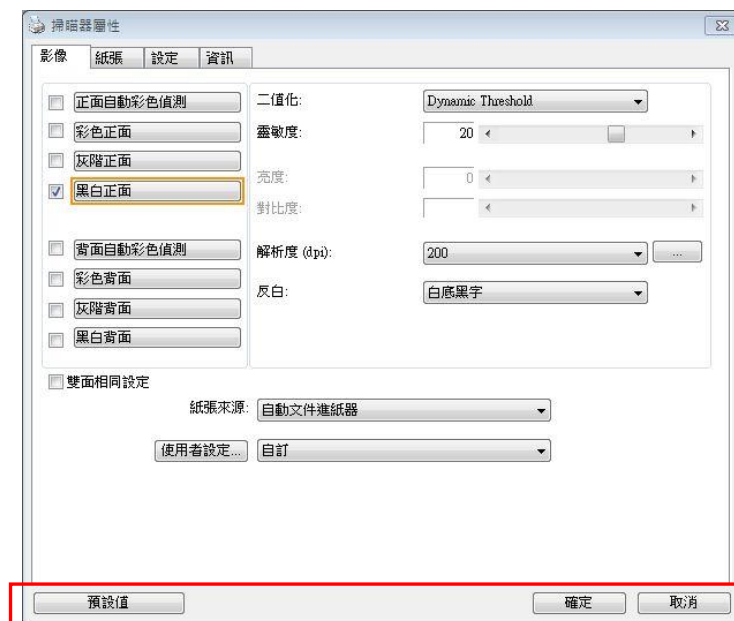 掃瞄器屬性
影像 紙張 設定 資訊
正面自動彩色偵測
彩色正面
灰階正面
黑白正面
背面自動彩色偵測
彩色背面
灰階背面
黑白背面
二值化: Dynamic Threshold
靈敏度: 20
亮度: 0
對比度:
解析度 (dpi): 200 ...
反白: 白底黑字
雙面相同設定
紙張來源: 自動文件進紙器
使用者設定... 自訂
預設值 確定 取消